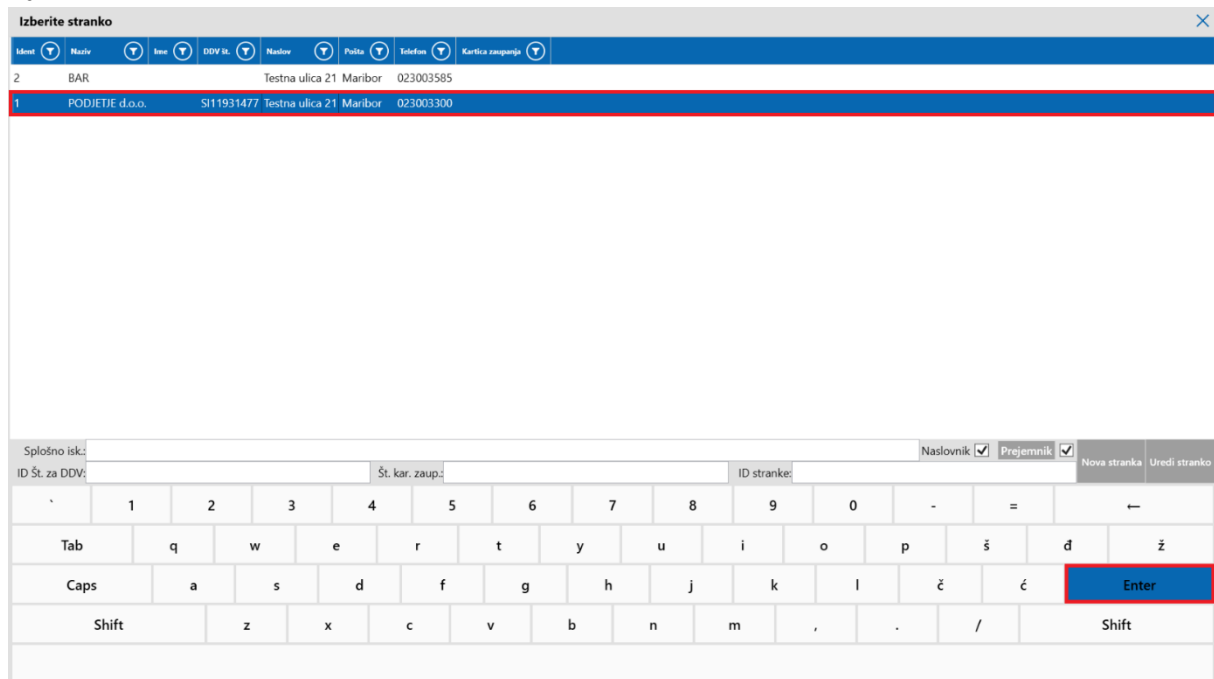 Izberite stranko
Ident Naziv Ime DDV št. Naslov Pošta Telefon Kartica zaupanja
2 BAR Testna ulica 21 Maribor 023003585
1 PODJETJE d.o.o. SI11931477 Testna ulica 21 Maribor 023003300
Splošno isk.: Naslovnik Prejemnik
ID Št. za DDV: Št. kar. zaup.: ID stranke: Nova stranka Uredi stranko
` 1 2 3 4 5 6 7 8 9 0 - = ←
Tab q w e r t y u i o p š đ ž
Caps a s d f g h j k l č ć Enter
Shift z x c v b n m , . / Shift